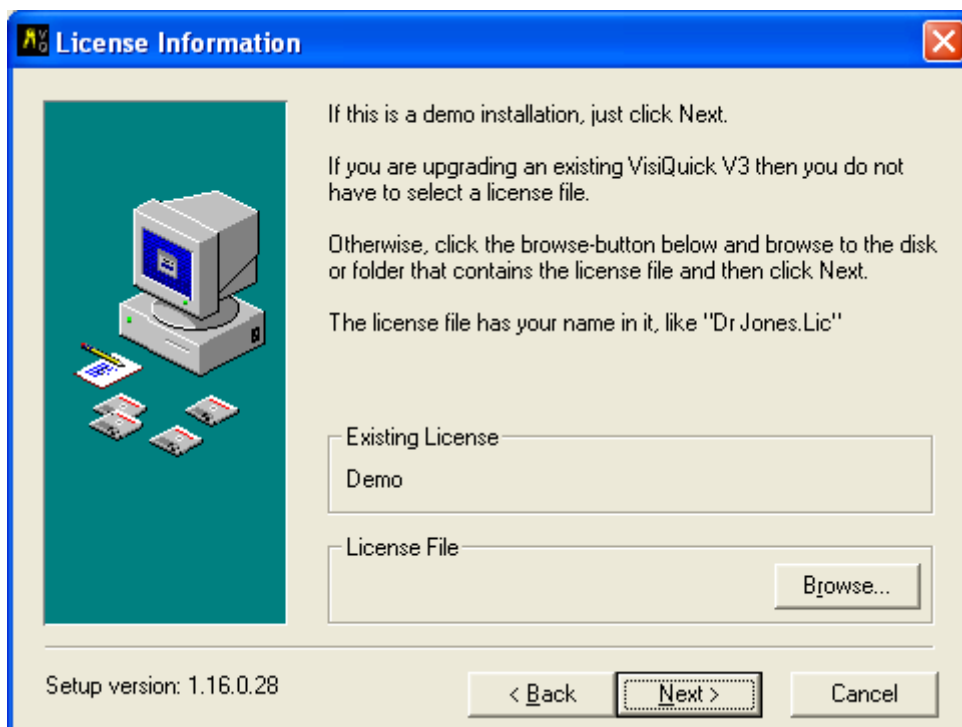 License Information
If this is a demo installation, just click Next.
If you are upgrading an existing VisiQuick V3 then you do not
have to select a license file.
Otherwise, click the browse-button below and browse to the disk
or folder that contains the license file and then click Next.
The license file has your name in it, like "Dr Jones.Lic"
Existing License
Demo
License File
Browse...
Setup version: 1.16.0.28
< Back
Next >
Cancel